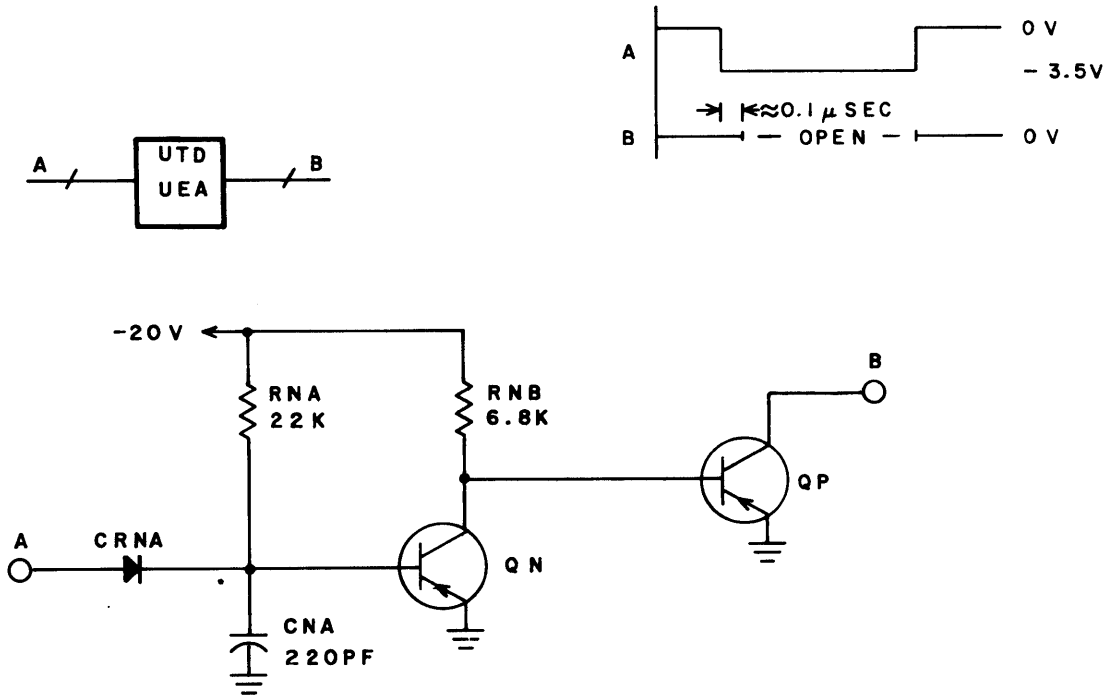 0 V
A
- 3.5V
≈0.1 μ SEC
B
OPEN
0 V
A
UTD
B
UEA
-20 V
B
RNA
22K
RNB
6.8K
QP
A
CRNA
QN
CNA
220PF